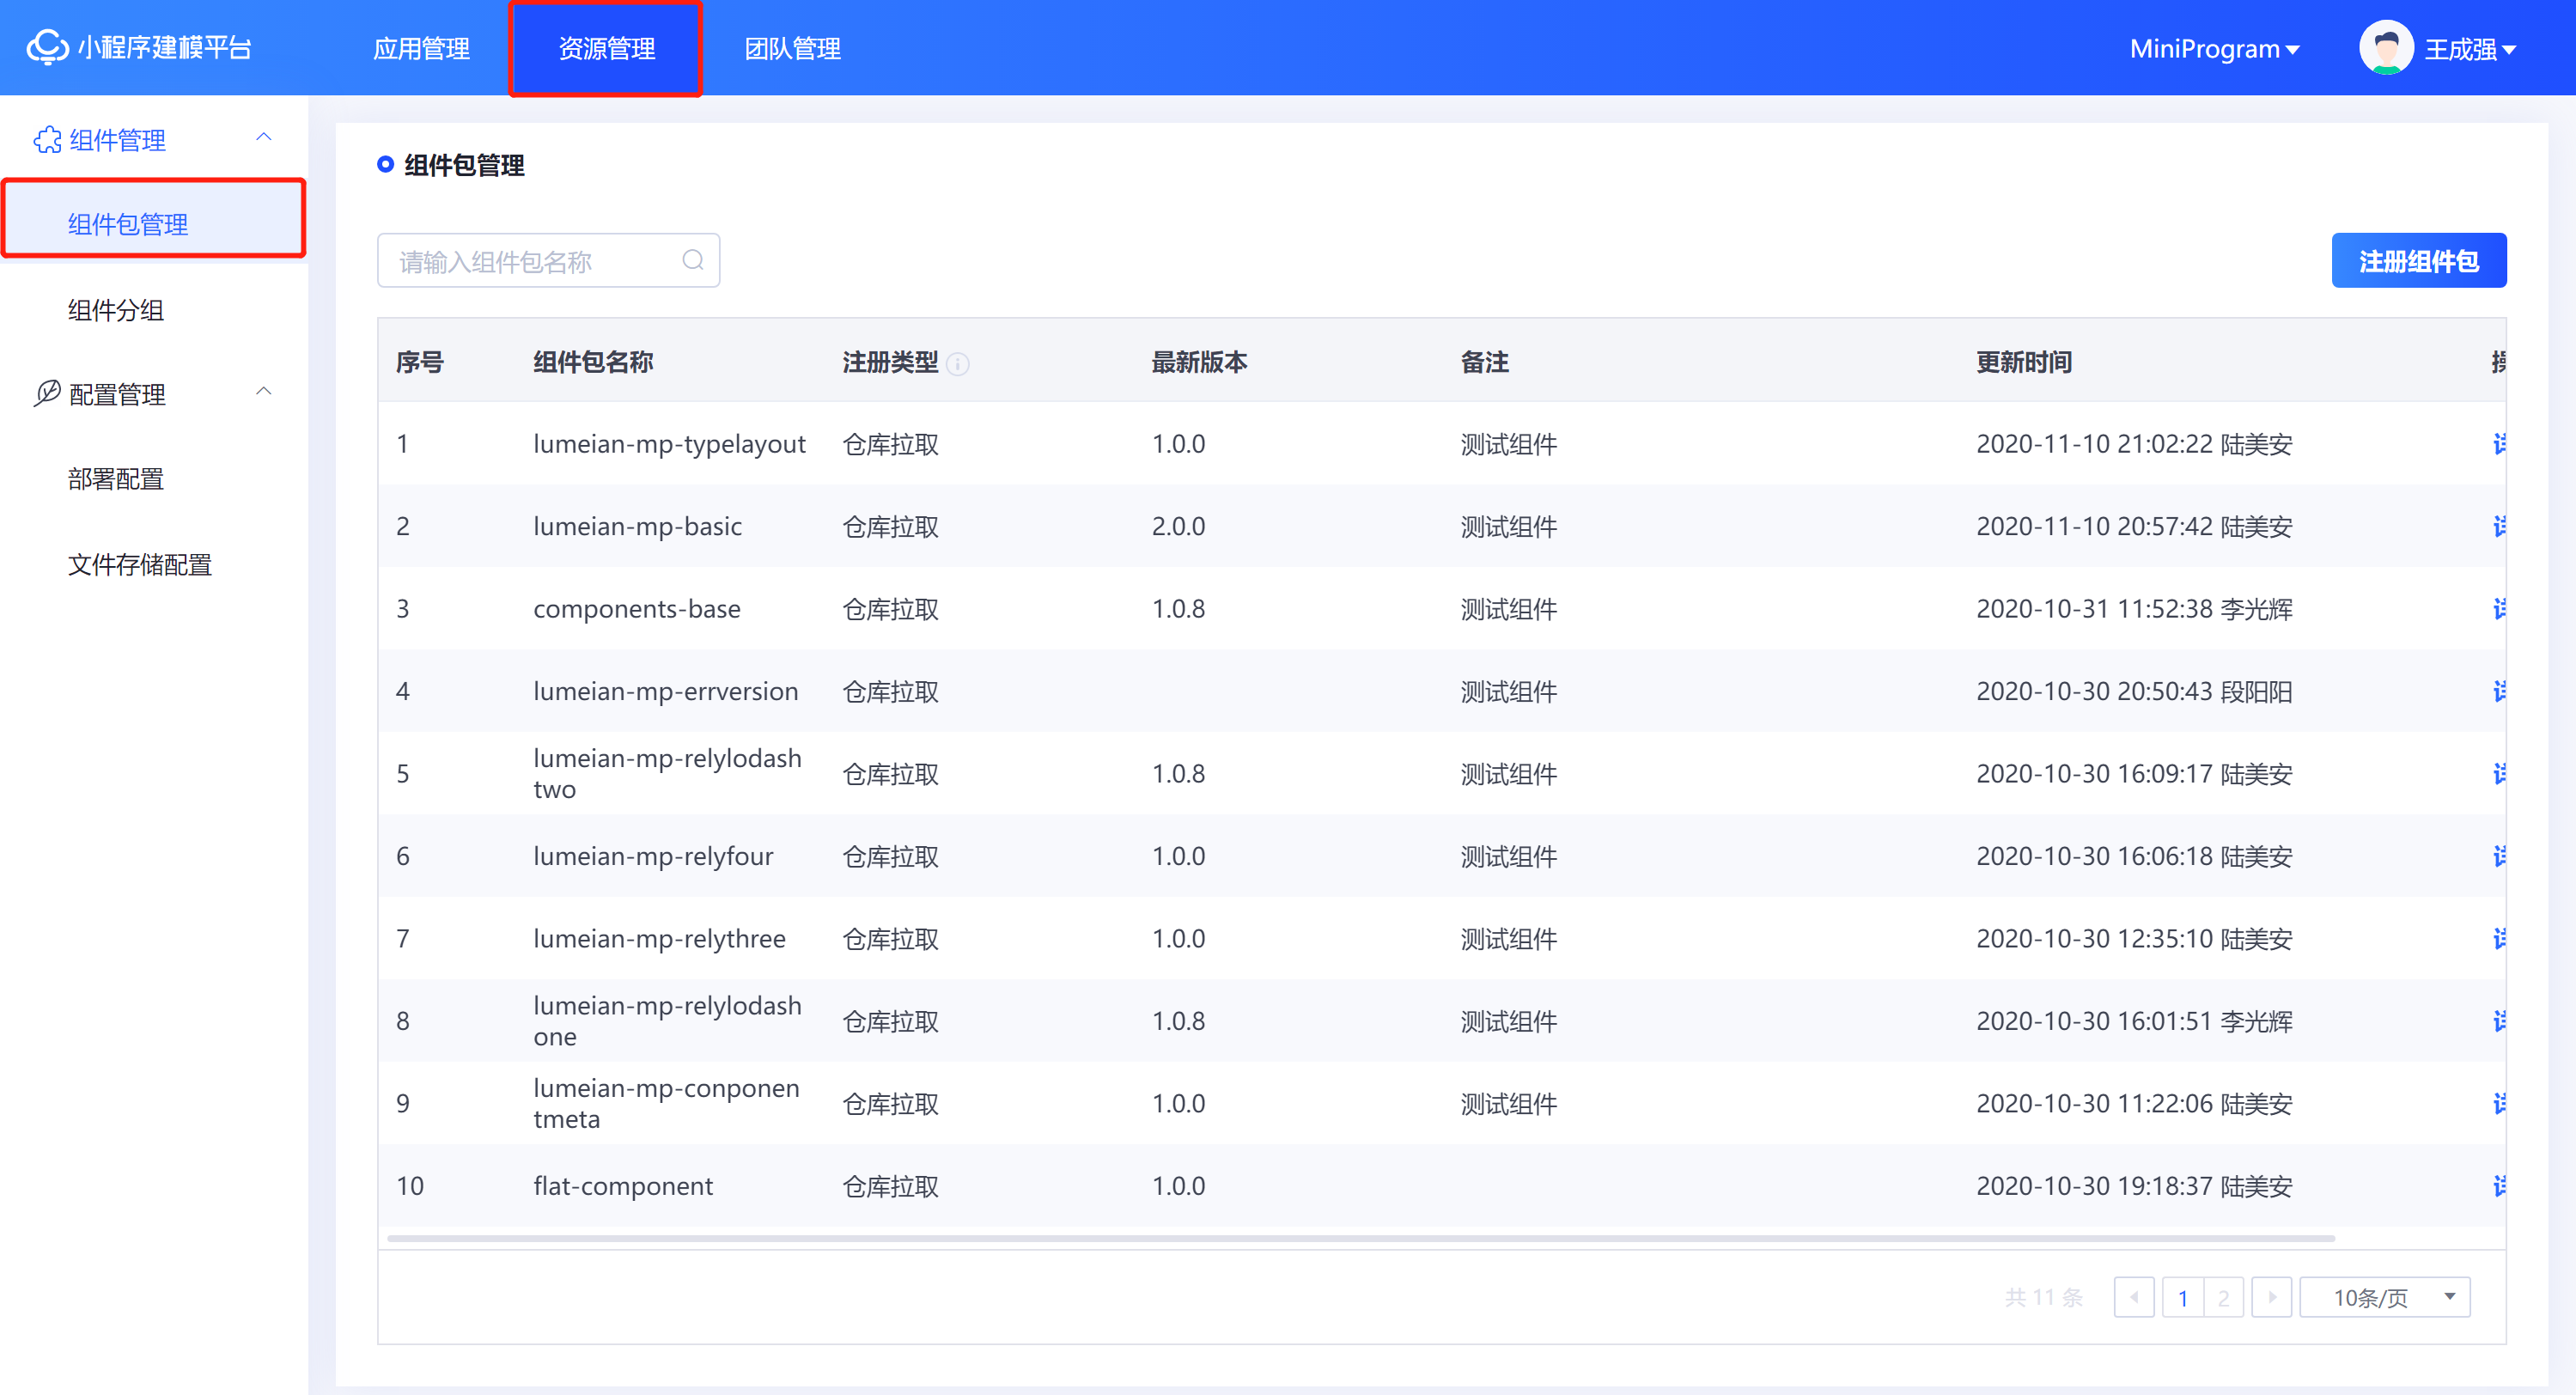 小程序建模平台 应用管理 资源管理 团队管理 MiniProgram 王成强
组件管理
组件包管理
组件分组
配置管理
部署配置
文件存储配置
组件包管理
请输入组件包名称 注册组件包
序号 组件包名称 注册类型 最新版本 备注 更新时间
1 lumeian-mp-typelayout 仓库拉取 1.0.0 测试组件 2020-11-10 21:02:22 陆美安
2 lumeian-mp-basic 仓库拉取 2.0.0 测试组件 2020-11-10 20:57:42 陆美安
3 components-base 仓库拉取 1.0.8 测试组件 2020-10-31 11:52:38 李光辉
4 lumeian-mp-errversion 仓库拉取 测试组件 2020-10-30 20:50:43 段阳阳
5 lumeian-mp-relylodash 仓库拉取 1.0.8 测试组件 2020-10-30 16:09:17 陆美安
two
6 lumeian-mp-relyfour 仓库拉取 1.0.0 测试组件 2020-10-30 16:06:18 陆美安
7 lumeian-mp-relythree 仓库拉取 1.0.0 测试组件 2020-10-30 12:35:10 陆美安
8 lumeian-mp-relylodash 仓库拉取 1.0.8 测试组件 2020-10-30 16:01:51 李光辉
one
9 lumeian-mp-conponen 仓库拉取 1.0.0 测试组件 2020-10-30 11:22:06 陆美安
tmeta
10 flat-component 仓库拉取 1.0.0 2020-10-30 19:18:37 陆美安
共 11 条 1 2 10条/页